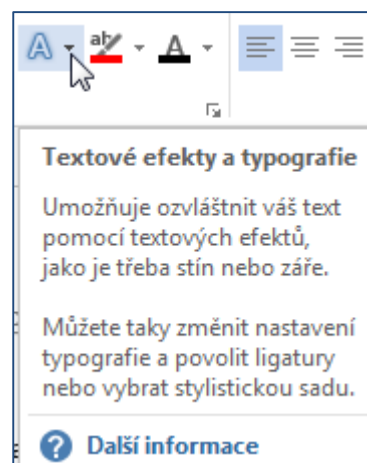 A ab A
Textové efekty a typografie
Umožňuje ozvláštnit váš text
pomocí textových efektů,
jako je třeba stín nebo záře.
Můžete taky změnit nastavení
typografie a povolit ligatury
nebo vybrat stylistickou sadu.
? Další informace